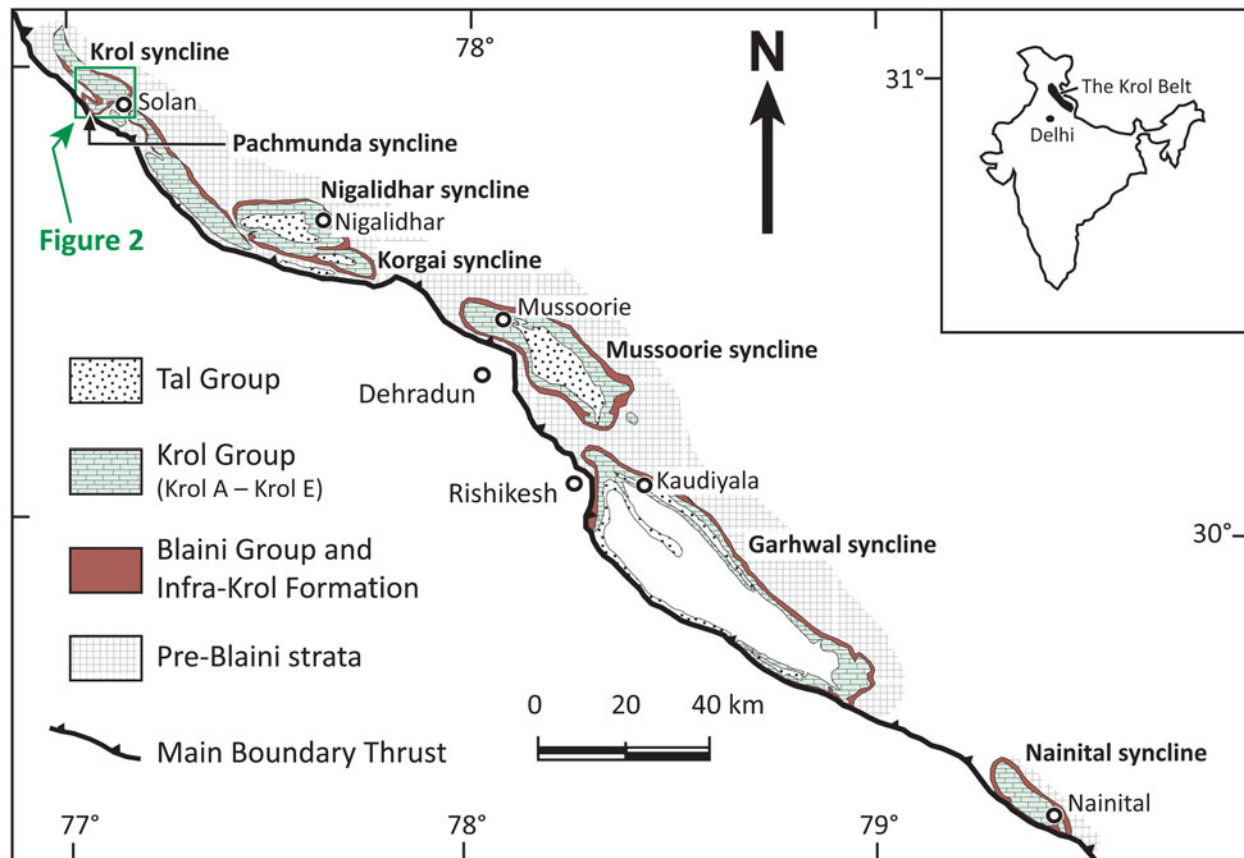 Krol syncline
78°
N
31°
The Krol Belt
Delhi
Solan
Pachmunda syncline
Figure 2
Nigalidhar syncline
Nigalidhar
Korgai syncline
Mussoorie
Mussoorie syncline
Dehradun
Tal Group
Krol Group
(Krol A – Krol E)
Rishikesh
Kaudiyala
30°
Garhwal syncline
Blaini Group and
Infra-Krol Formation
Pre-Blaini strata
0 20 40 km
Main Boundary Thrust
Nainital syncline
Nainital
77°
78°
79°